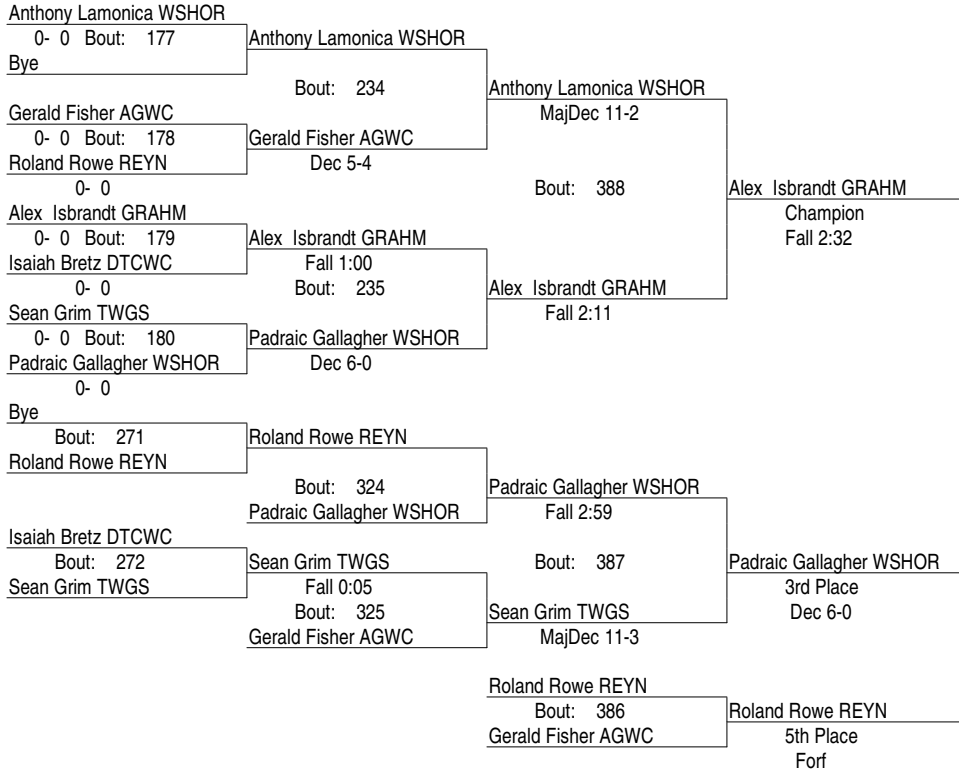 Anthony Lamonica WSHOR
0- 0 Bout: 177
Anthony Lamonica WSHOR
Bye
Bout: 234
Anthony Lamonica WSHOR
Gerald Fisher AGWC
MajDec 11-2
0- 0 Bout: 178
Gerald Fisher AGWC
Roland Rowe REYN
Dec 5-4
0- 0
Bout: 388
Alex Isbrandt GRAHM
Alex Isbrandt GRAHM
Champion
0- 0 Bout: 179
Alex Isbrandt GRAHM
Fall 2:32
Isaiah Bretz DTCWC
Fall 1:00
0- 0
Bout: 235
Alex Isbrandt GRAHM
Sean Grim TWGS
Fall 2:11
0- 0 Bout: 180
Padraic Gallagher WSHOR
Padraic Gallagher WSHOR
Dec 6-0
0- 0
Bye
Bout: 271
Roland Rowe REYN
Roland Rowe REYN
Bout: 324
Padraic Gallagher WSHOR
Padraic Gallagher WSHOR
Fall 2:59
Isaiah Bretz DTCWC
Bout: 272
Sean Grim TWGS
Bout: 387
Padraic Gallagher WSHOR
Sean Grim TWGS
Fall 0:05
3rd Place
Bout: 325
Sean Grim TWGS
Dec 6-0
Gerald Fisher AGWC
MajDec 11-3
Roland Rowe REYN
Bout: 386
Roland Rowe REYN
Gerald Fisher AGWC
5th Place
Forf